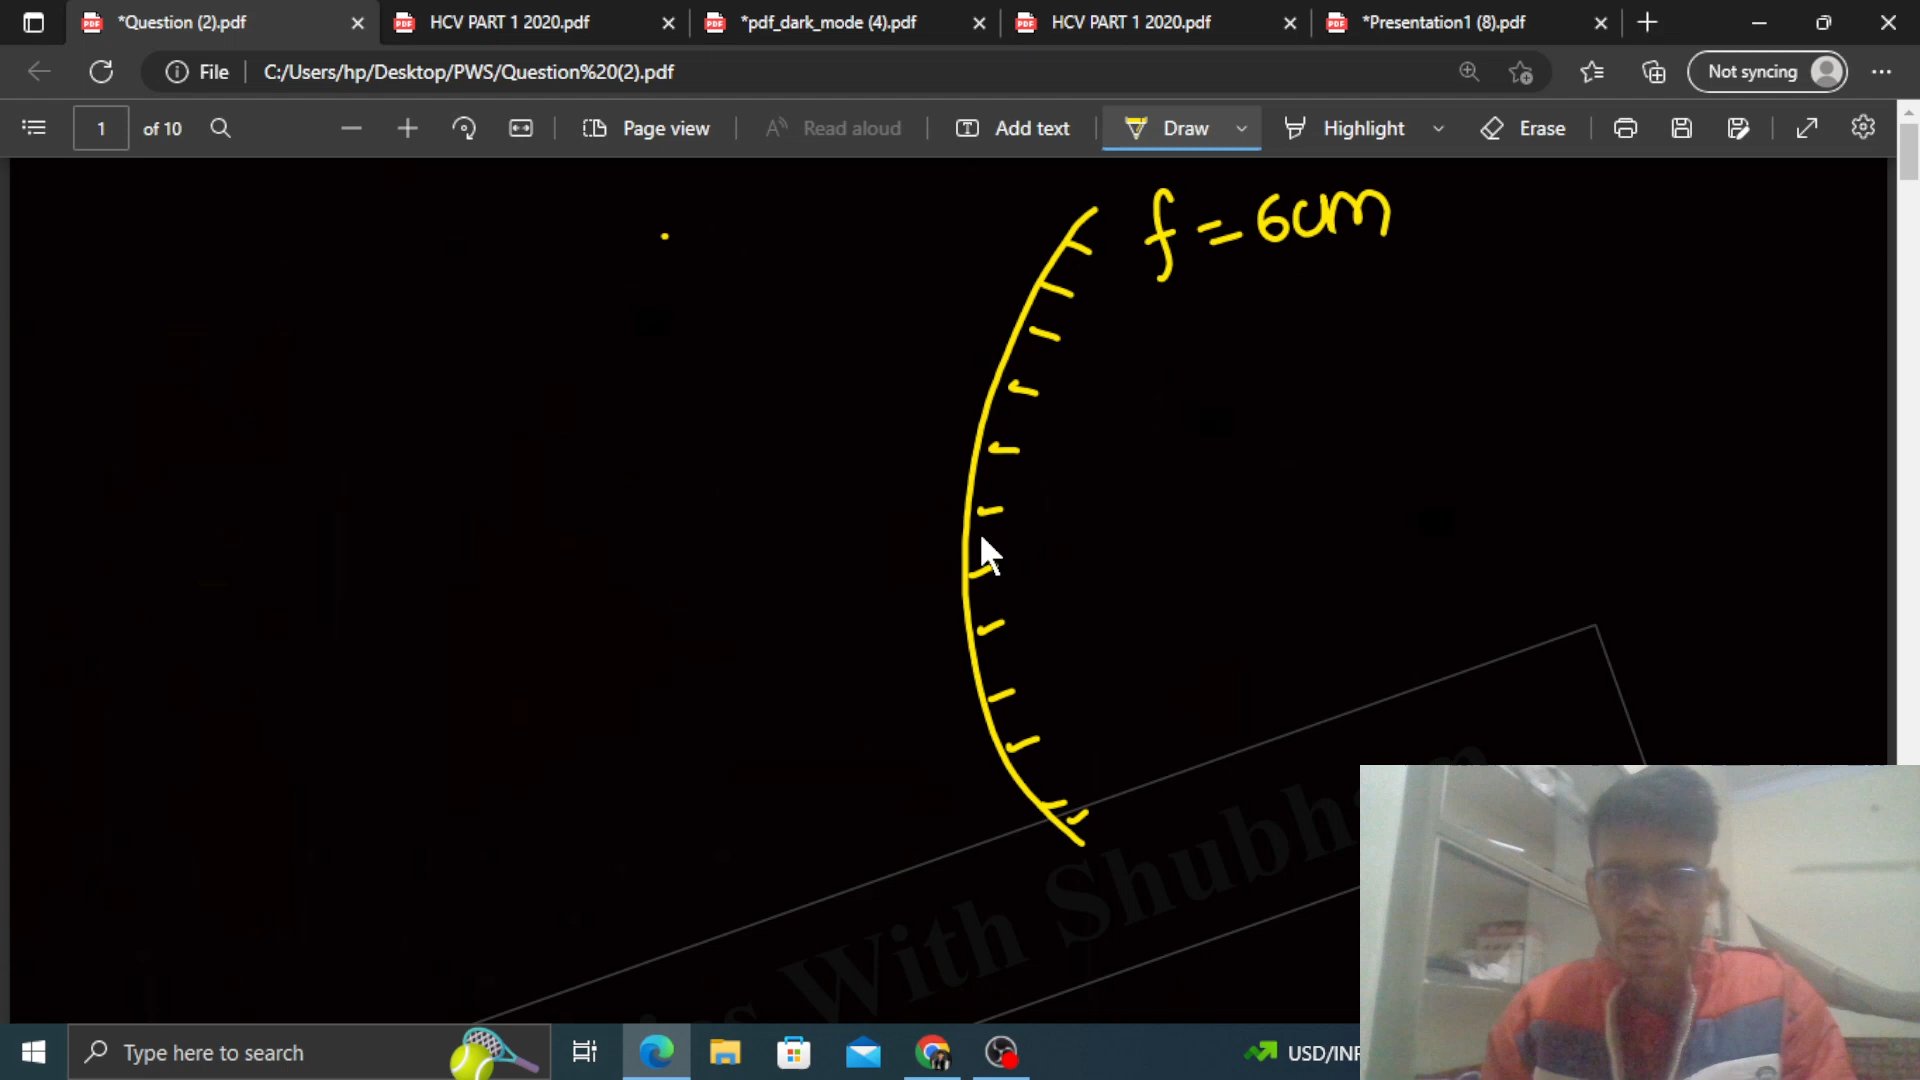 *Question (2).pdf
HCV PART 1 2020.pdf
*pdf_dark_mode (4).pdf
HCV PART 1 2020.pdf
*Presentation1 (8).pdf
File
C:/Users/hp/Desktop/PWS/Question%20(2).pdf
Not syncing
1 of 10
Page view
Read aloud
Add text
Draw
Highlight
Erase
f = 6cm
With Shubham
Type here to search
USD/INR